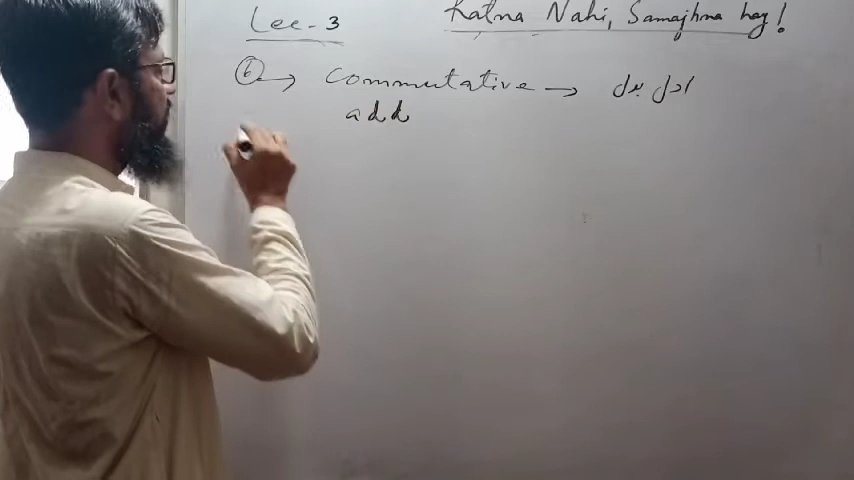 Lec-3
Ratna Nahi, Samajhna hay!
⑥→ Commutative → ادل بدل
add